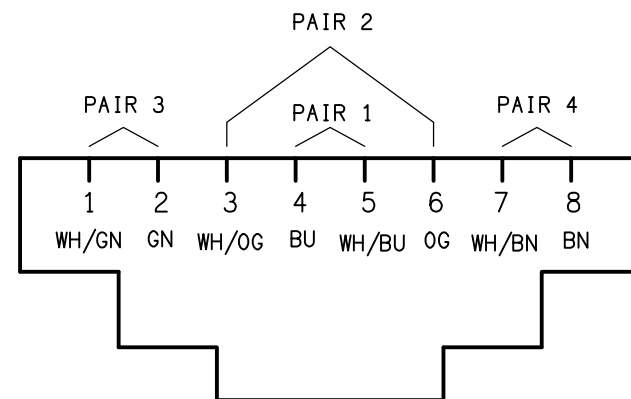 PAIR 2
PAIR 3 PAIR 1 PAIR 4
1 2 3 4 5 6 7 8
WH/GN GN WH/OG BU WH/BU OG WH/BN BN